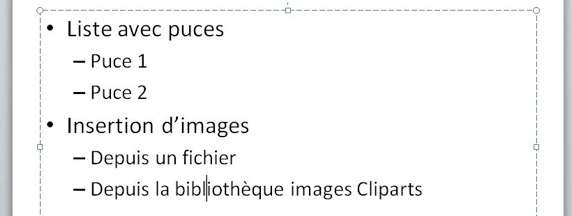 • Liste avec puces
– Puce 1
– Puce 2
• Insertion d’images
– Depuis un fichier
– Depuis la bibliothèque images Cliparts